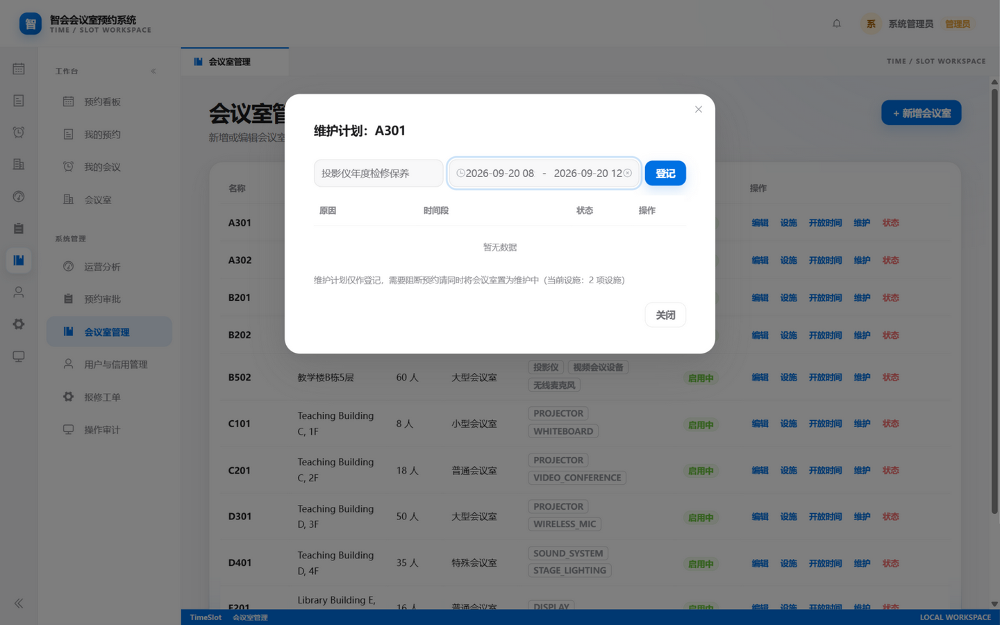 智
智会会议室预约系统
TIME / SLOT WORKSPACE
系
系统管理员
管理员
工作台
预约看板
我的预约
我的会议
会议室
系统管理
运营分析
预约审批
会议室管理
用户与信用管理
报修工单
操作审计
会议室管理
TIME / SLOT WORKSPACE
会议室管
新增或编辑会议室
+ 新增会议室
维护计划：A301
投影仪年度检修保养
2026-09-20 08 - 2026-09-20 12
登记
原因 时间段 状态 操作
暂无数据
维护计划仅作登记，需要阻断预约请同时将会议室置为维护中（当前设施：2 项设施）
关闭
名称 操作
A301 编辑 设施 开放时间 维护 状态
A302 编辑 设施 开放时间 维护 状态
B201 编辑 设施 开放时间 维护 状态
B202 编辑 设施 开放时间 维护 状态
B502 教学楼B栋5层 60 人 大型会议室 投影仪 视频会议设备 无线麦克风 启用中 编辑 设施 开放时间 维护 状态
C101 Teaching Building C, 1F 8 人 小型会议室 PROJECTOR WHITEBOARD 启用中 编辑 设施 开放时间 维护 状态
C201 Teaching Building C, 2F 18 人 普通会议室 PROJECTOR VIDEO_CONFERENCE 启用中 编辑 设施 开放时间 维护 状态
D301 Teaching Building D, 3F 50 人 大型会议室 PROJECTOR WIRELESS_MIC 启用中 编辑 设施 开放时间 维护 状态
D401 Teaching Building D, 4F 35 人 特殊会议室 SOUND_SYSTEM STAGE_LIGHTING 启用中 编辑 设施 开放时间 维护 状态
E201 Library Building E, 16 人 普通会议室 DISPLAY 启用中 编辑 设施 开放时间 维护 状态
TimeSlot 会议室管理
LOCAL WORKSPACE